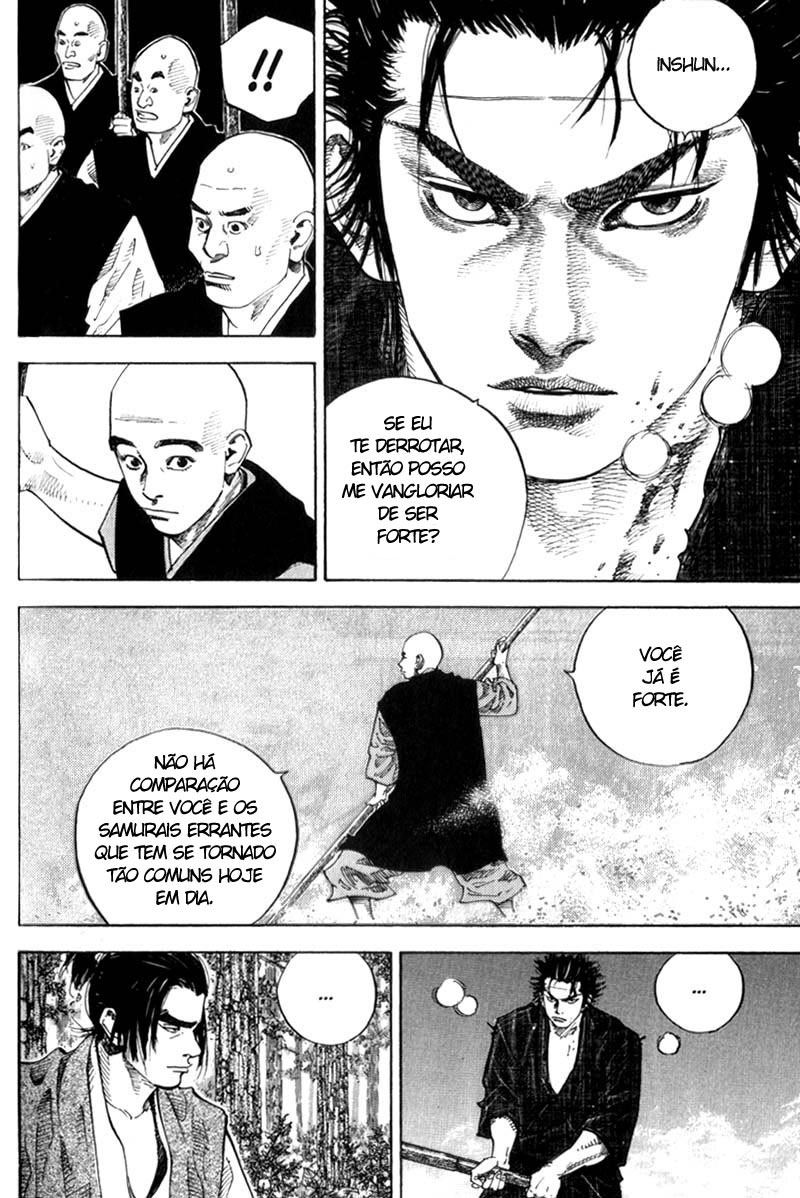 INSHUN...
SE EU
TE DERROTAR,
ENTÃO POSSO
ME VANGLORIAR
DE SER
FORTE?
!!
VOCÊ
JÁ É
FORTE.
NÃO HÁ
COMPARAÇÃO
ENTRE VOCÊ E OS
SAMURAIS ERRANTES
QUE TEM SE TORNADO
TÃO COMUNS HOJE
EM DIA.
...
...